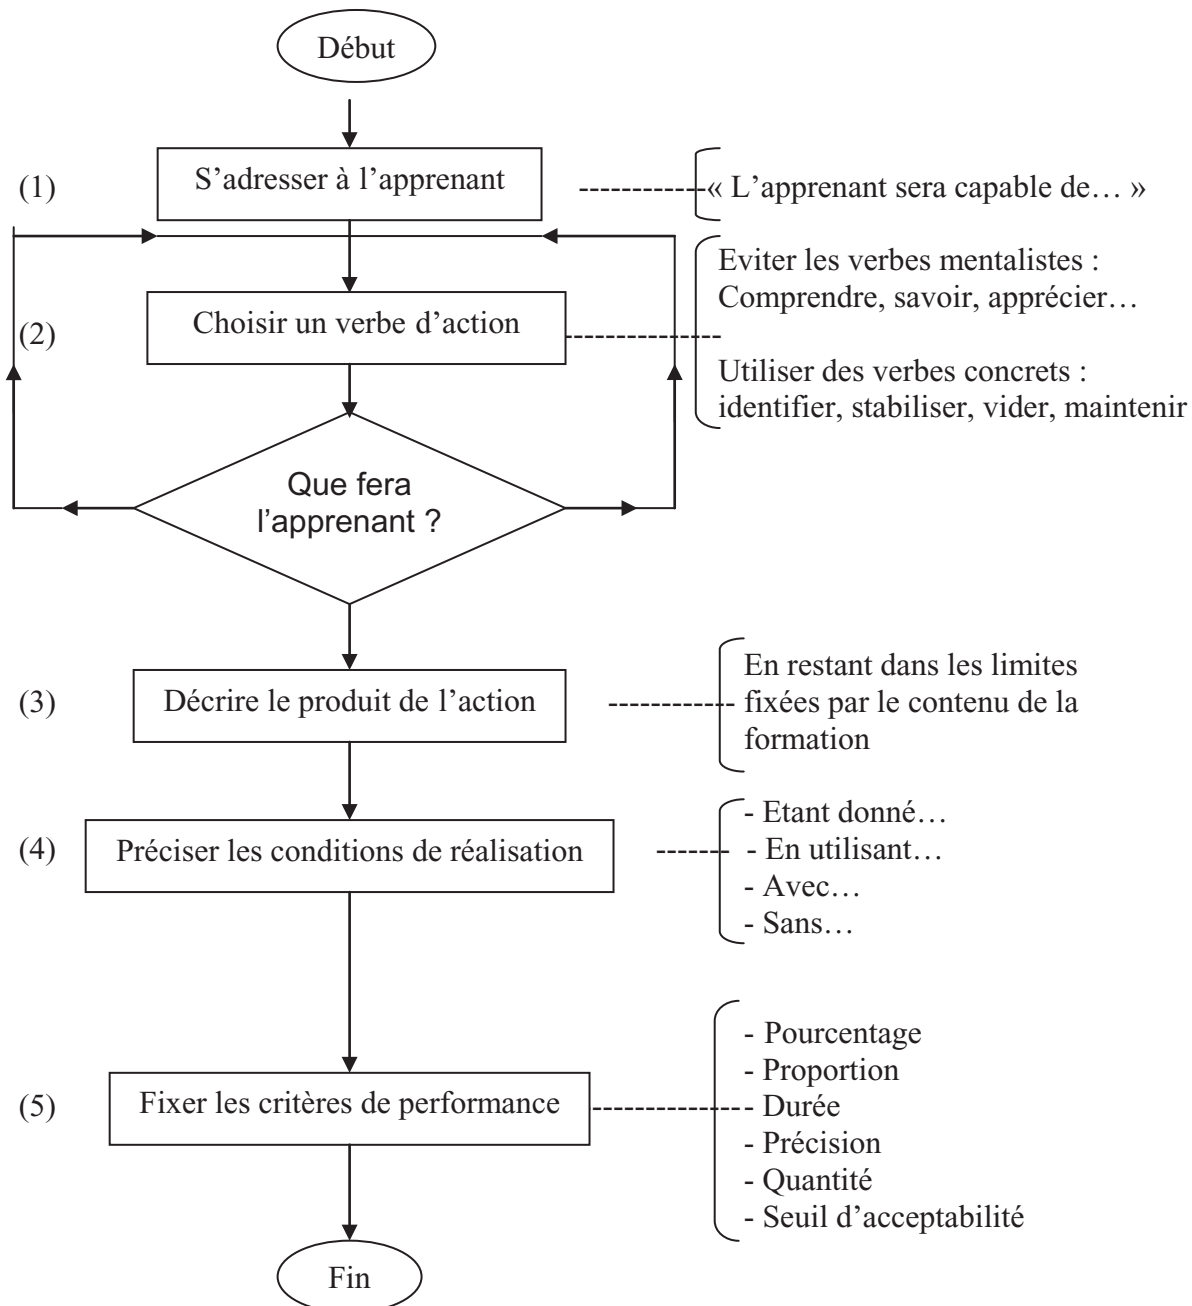 Début
(1)
S’adresser à l’apprenant
« L’apprenant sera capable de… »
(2)
Choisir un verbe d’action
Eviter les verbes mentalistes :
Comprendre, savoir, apprécier…
Utiliser des verbes concrets :
identifier, stabiliser, vider, maintenir
Que fera
l’apprenant ?
(3)
Décrire le produit de l’action
En restant dans les limites
fixées par le contenu de la
formation
(4)
Préciser les conditions de réalisation
- Etant donné…
- En utilisant…
- Avec…
- Sans…
(5)
Fixer les critères de performance
- Pourcentage
- Proportion
- Durée
- Précision
- Quantité
- Seuil d’acceptabilité
Fin